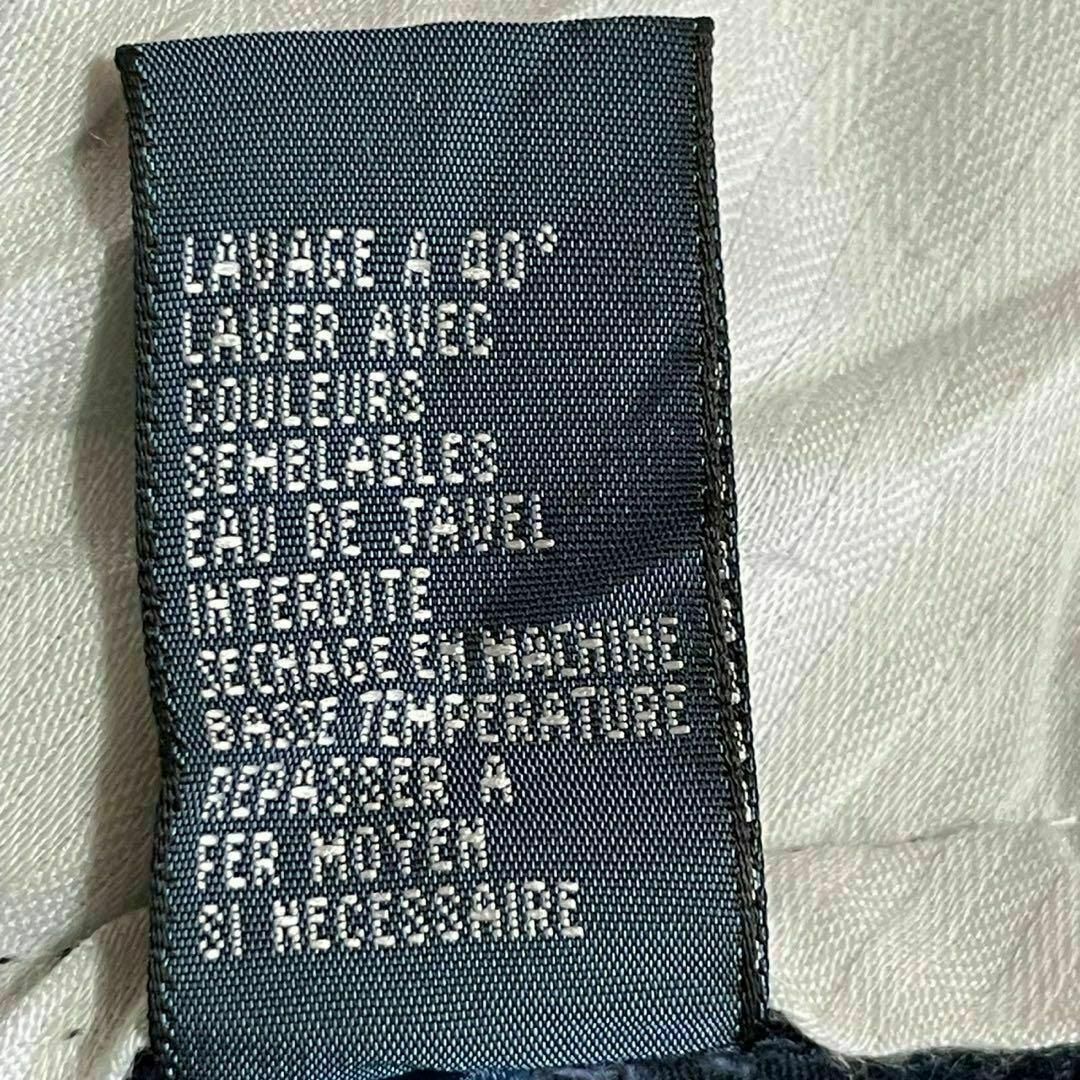 LAVAGE A 40°
LAVER AVEC
COULEURS
SEMBLABLES
EAU DE JAVEL
INTERDITE
SECHAGE EN MACHINE
BASSE TEMPERATURE
REPASSER A
FER MOYEN
SI NECESSAIRE